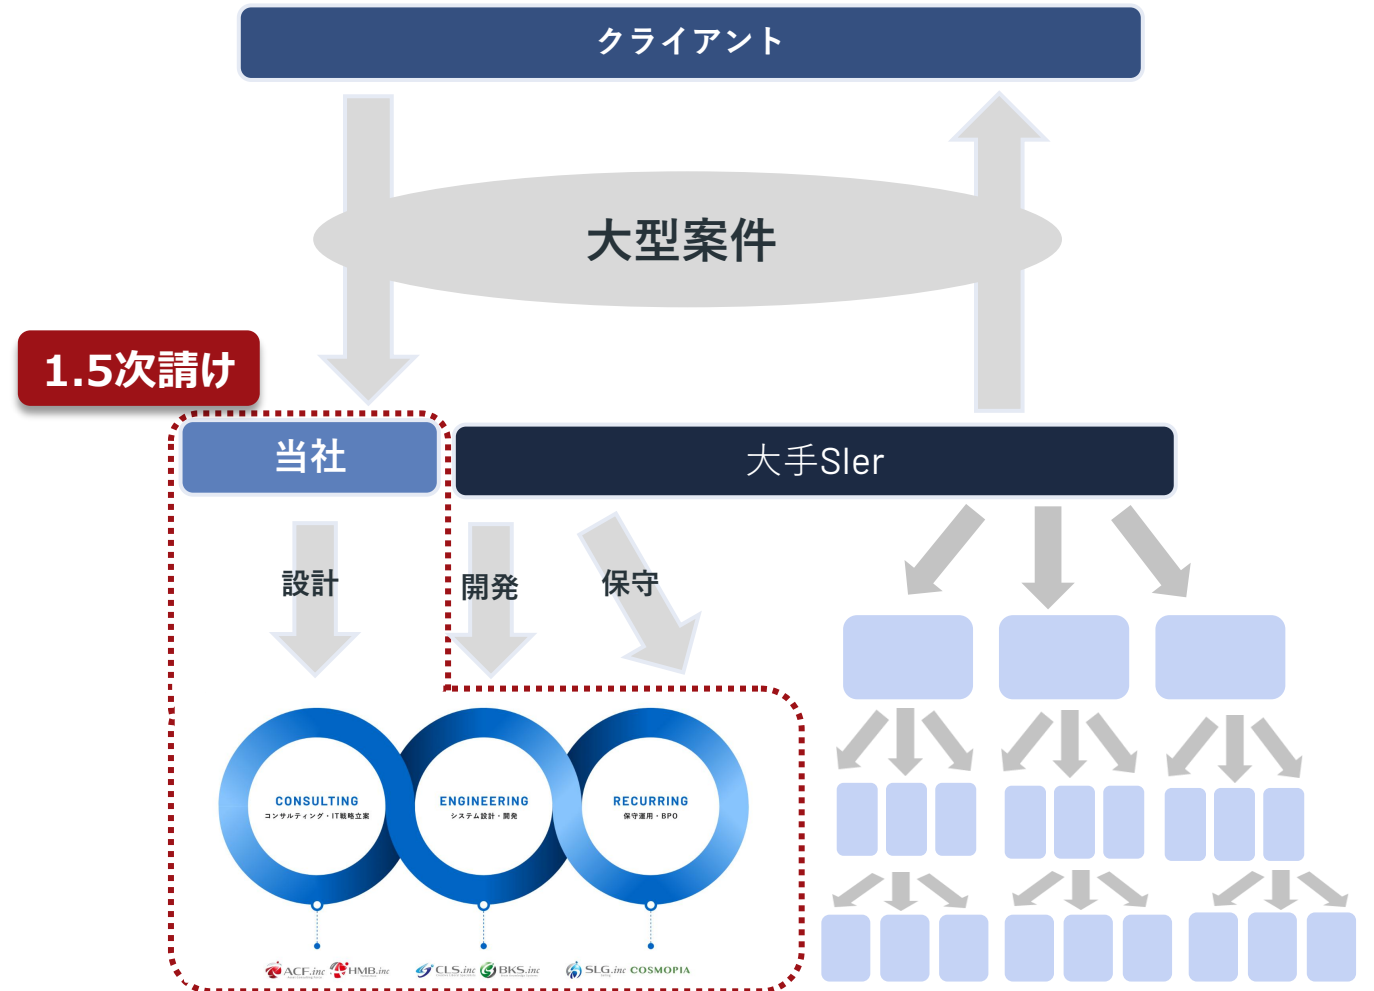 クライアント
大型案件
1.5次請け
当社
大手SIer
設計
開発
保守
CONSULTING
コンサルティング・IT戦略立案
ENGINEERING
システム設計・開発
RECURRING
保守運用・BPO
ACF.inc
HMB.inc
CLS.inc
BKS.inc
SLG.inc
COSMOPIA